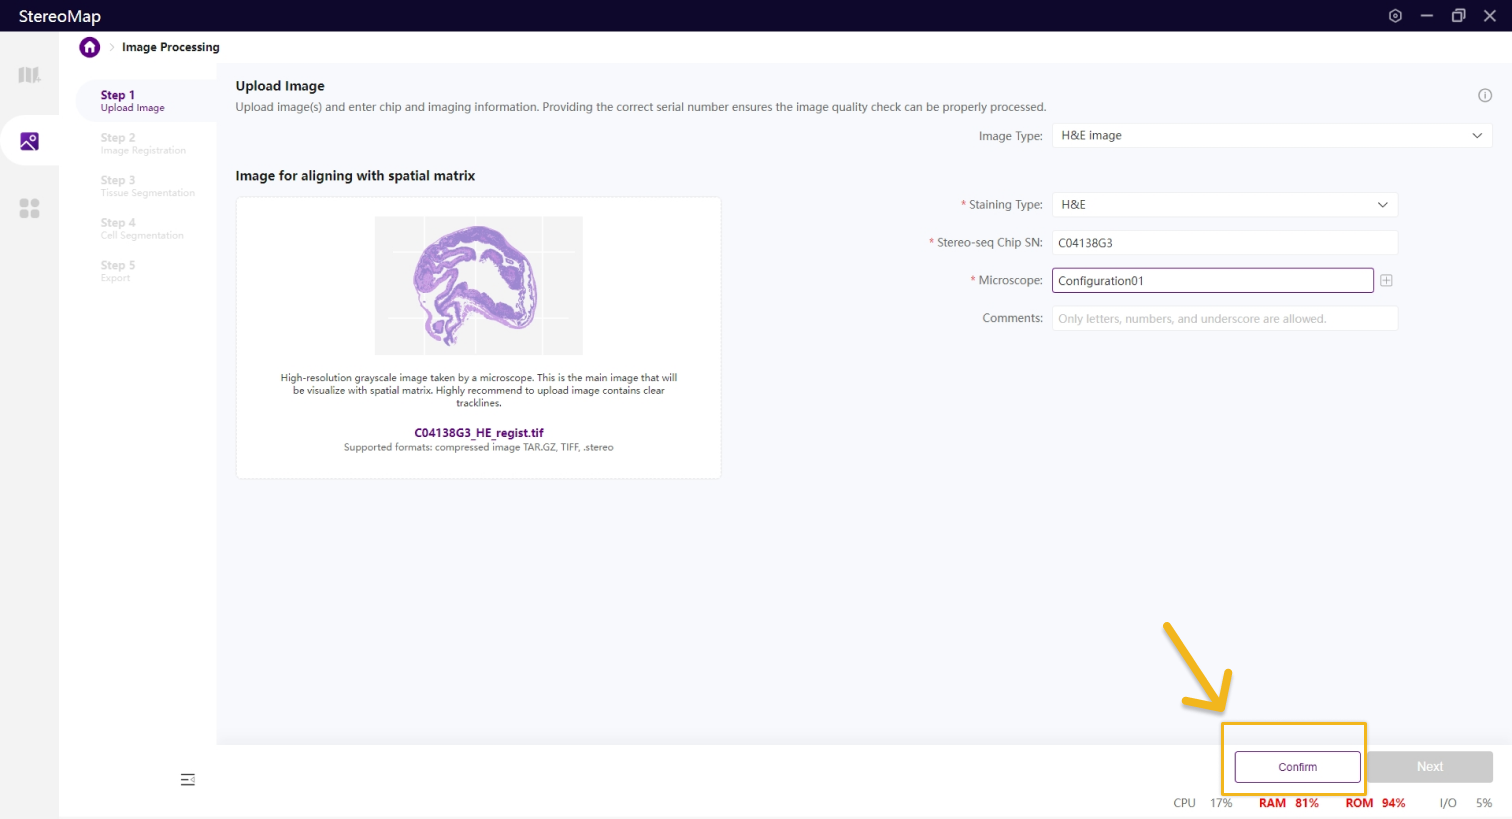 StereoMap
Image Processing
Step 1
Upload Image
Step 2
Image Registration
Step 3
Tissue Segmentation
Step 4
Cell Segmentation
Step 5
Export
Upload Image
Upload image(s) and enter chip and imaging information. Providing the correct serial number ensures the image quality check can be properly processed.
Image Type: H&E image
Image for aligning with spatial matrix
High-resolution grayscale image taken by a microscope. This is the main image that will
be visualize with spatial matrix. Highly recommend to upload image contains clear
tracklines.
C04138G3_HE_regist.tif
Supported formats: compressed image TAR.GZ, TIFF, .stereo
* Staining Type: H&E
* Stereo-seq Chip SN: C04138G3
* Microscope: Configuration01
Comments: Only letters, numbers, and underscore are allowed.
Confirm Next
CPU 17% RAM 81% ROM 94% I/O 5%